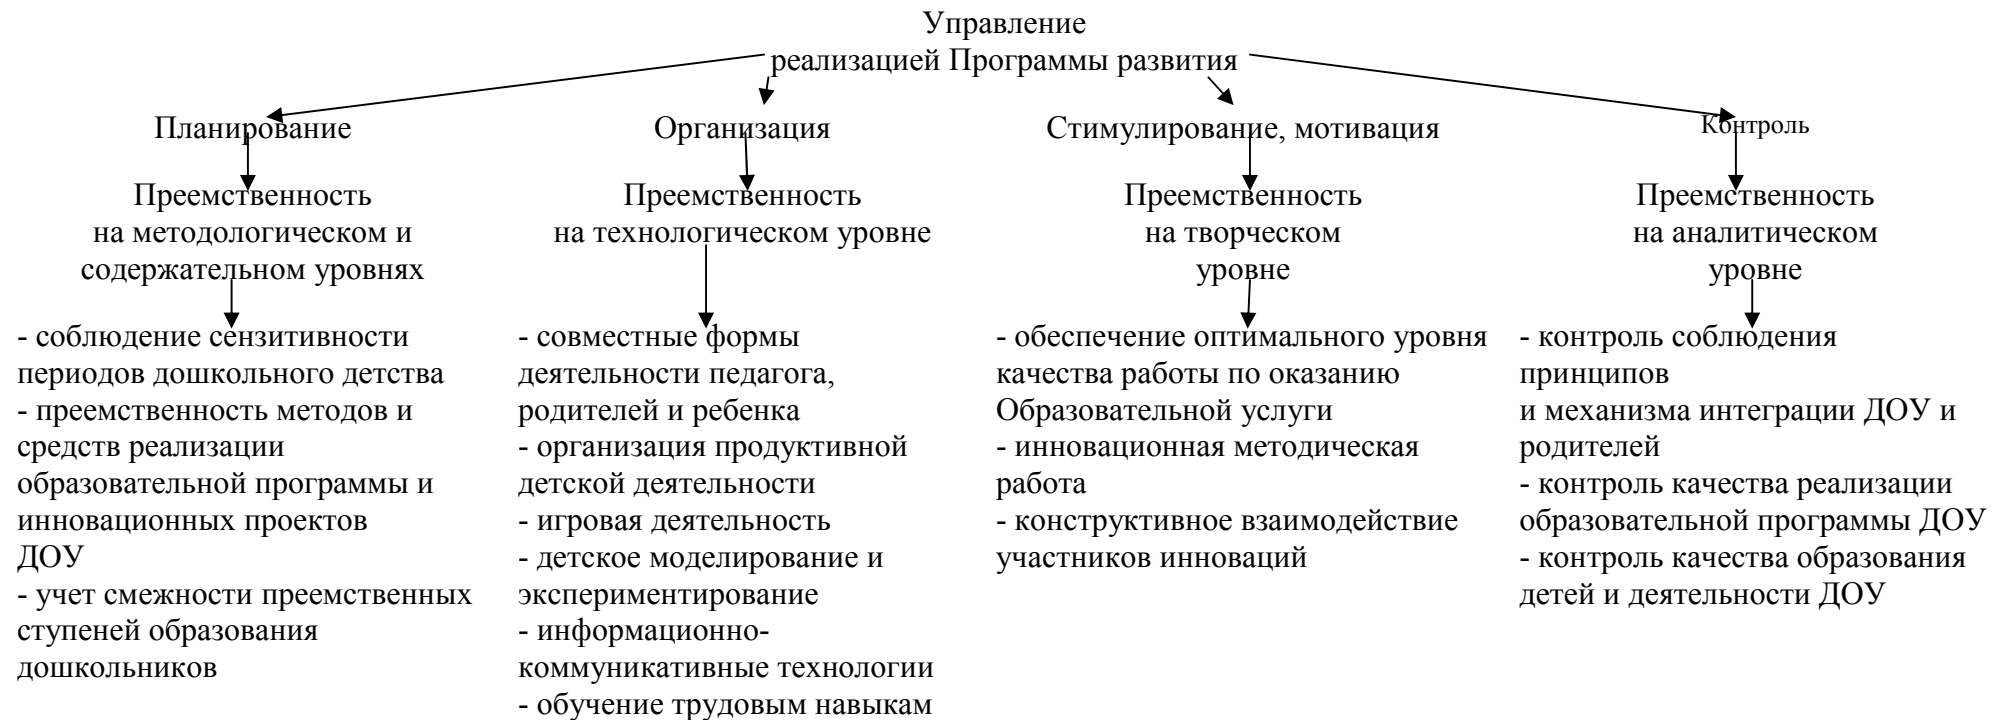 Управление
реализацией Программы развития
Планирование
Организация
Стимулирование, мотивация
Контроль
Преемственность
на методологическом и
содержательном уровнях
Преемственность
на технологическом уровне
Преемственность
на творческом
уровне
Преемственность
на аналитическом
уровне
- соблюдение сензитивности
периодов дошкольного детства
- преемственность методов и
средств реализации
образовательной программы и
инновационных проектов
ДОУ
- учет смежности преемственных
ступеней образования
дошкольников
- совместные формы
деятельности педагога,
родителей и ребенка
- организация продуктивной
детской деятельности
- игровая деятельность
- детское моделирование и
экспериментирование
- информационно-
коммуникативные технологии
- обучение трудовым навыкам
- обеспечение оптимального уровня
качества работы по оказанию
Образовательной услуги
- инновационная методическая
работа
- конструктивное взаимодействие
участников инноваций
- контроль соблюдения
принципов
и механизма интеграции ДОУ и
родителей
- контроль качества реализации
образовательной программы ДОУ
- контроль качества образования
детей и деятельности ДОУ